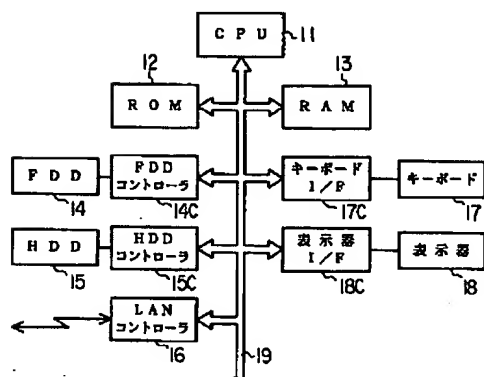 CPU
11
12
ROM
13
RAM
FDD
14
FDD
コントローラ
14C
キーボード
I/F
17C
キーボード
17
HDD
15
HDD
コントローラ
15C
表示器
I/F
18C
表示器
18
LAN
コントローラ
16
19